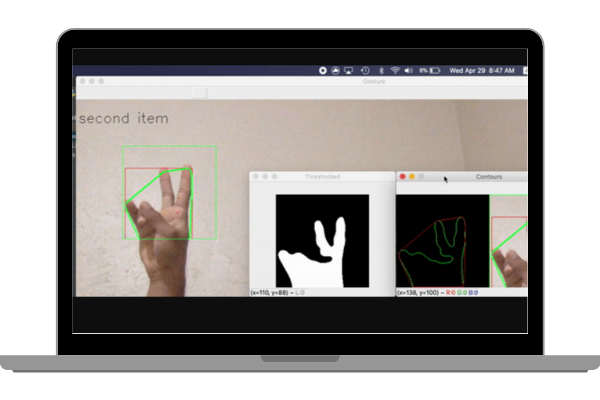 8% Wed Apr 29 8:47 AM
Gesture
second item
Thresholded
Contours
(x=110, y=88) ~ L:0
(x=138, y=100) ~ R:0 G:0 B:0